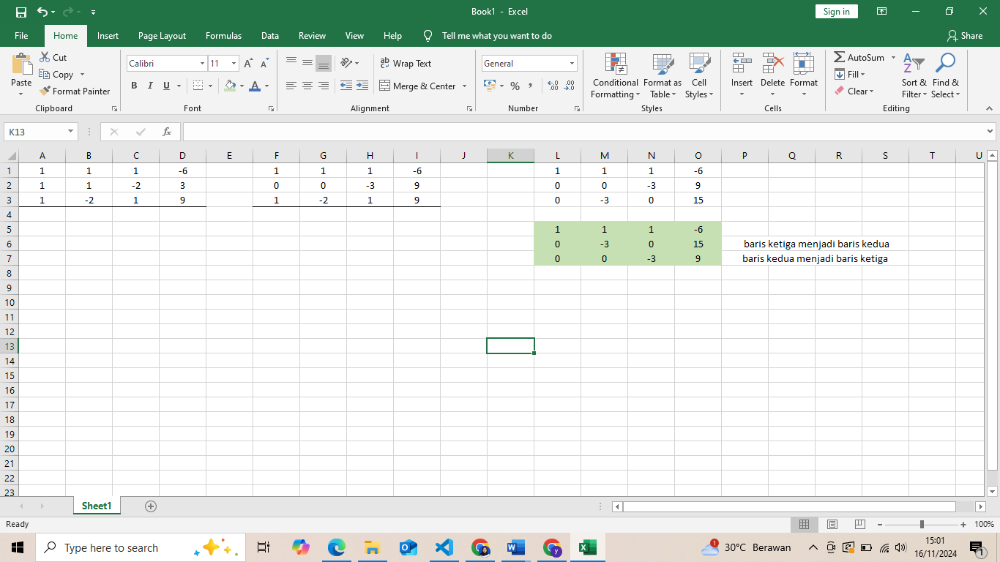 Book1 - Excel
Sign in
File Home Insert Page Layout Formulas Data Review View Help Tell me what you want to do Share
Paste Cut Copy Format Painter Clipboard
Calibri 11 B I U A A A Font
ab Wrap Text Merge & Center Alignment
General % , .00 .00 Number
Conditional Formatting Format as Table Cell Styles Styles
Insert Delete Format Cells
AutoSum Fill Clear Sort & Filter Find & Select Editing
K13 fx
A B C D E F G H I J K L M N O P Q R S T U
1 1 1 1 -6 1 1 1 -6 1 1 1 -6
2 1 1 -2 3 0 0 -3 9 0 0 -3 9
3 1 -2 1 9 1 -2 1 9 0 -3 0 15
4
5 1 1 1 -6
6 0 -3 0 15 baris ketiga menjadi baris kedua
7 0 0 -3 9 baris kedua menjadi baris ketiga
8
9
10
11
12
13
14
15
16
17
18
19
20
21
22
23
Sheet1
Ready 100%
Type here to search 30°C Berawan 15:01
16/11/2024